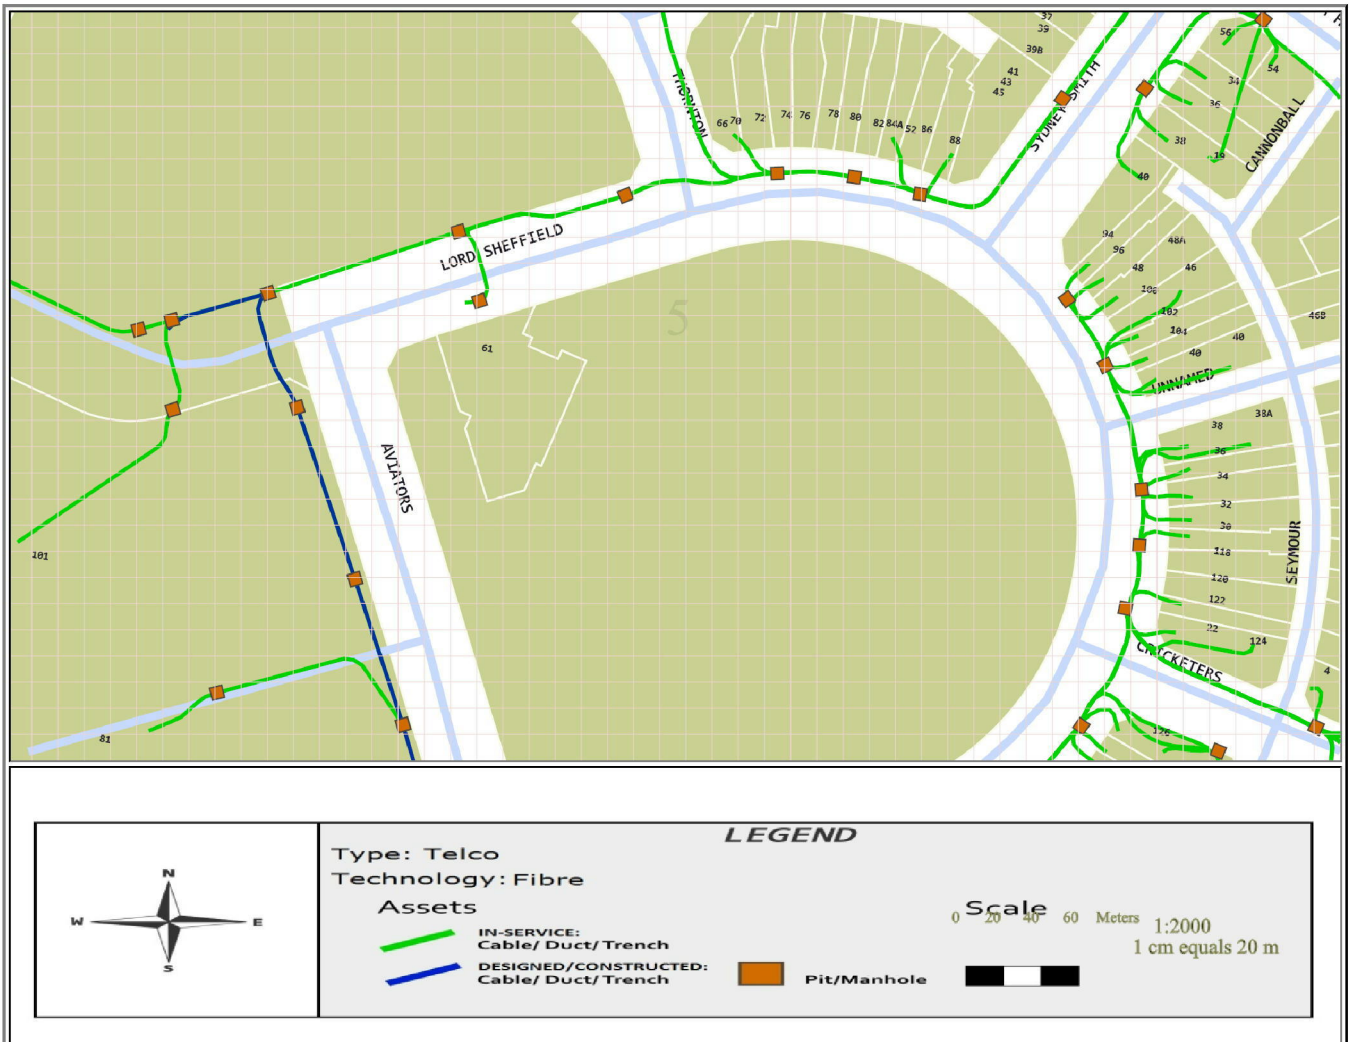 37
39
39B
41
43
45
56
54
34
36
38
19
40
CANNONBALL
THORNTON
66 70 72 74 76 78 80 82 84A 52 86 88
SYDNEY SMITH
LORD SHEFFIELD
5
61
94
96
48A
48
46
106
102
104
40
40
46B
UNNAMED
38A
38
36
34
32
30
118
120
122
22
124
SEYMOUR
CRICKETERS
4
126
AVIATORS
101
81
N
W E
S
LEGEND
Type: Telco
Technology: Fibre
Assets
IN-SERVICE:
Cable/ Duct/ Trench
DESIGNED/CONSTRUCTED:
Cable/ Duct/ Trench
Pit/Manhole
Scale
0 20 40 60 Meters
1:2000
1 cm equals 20 m